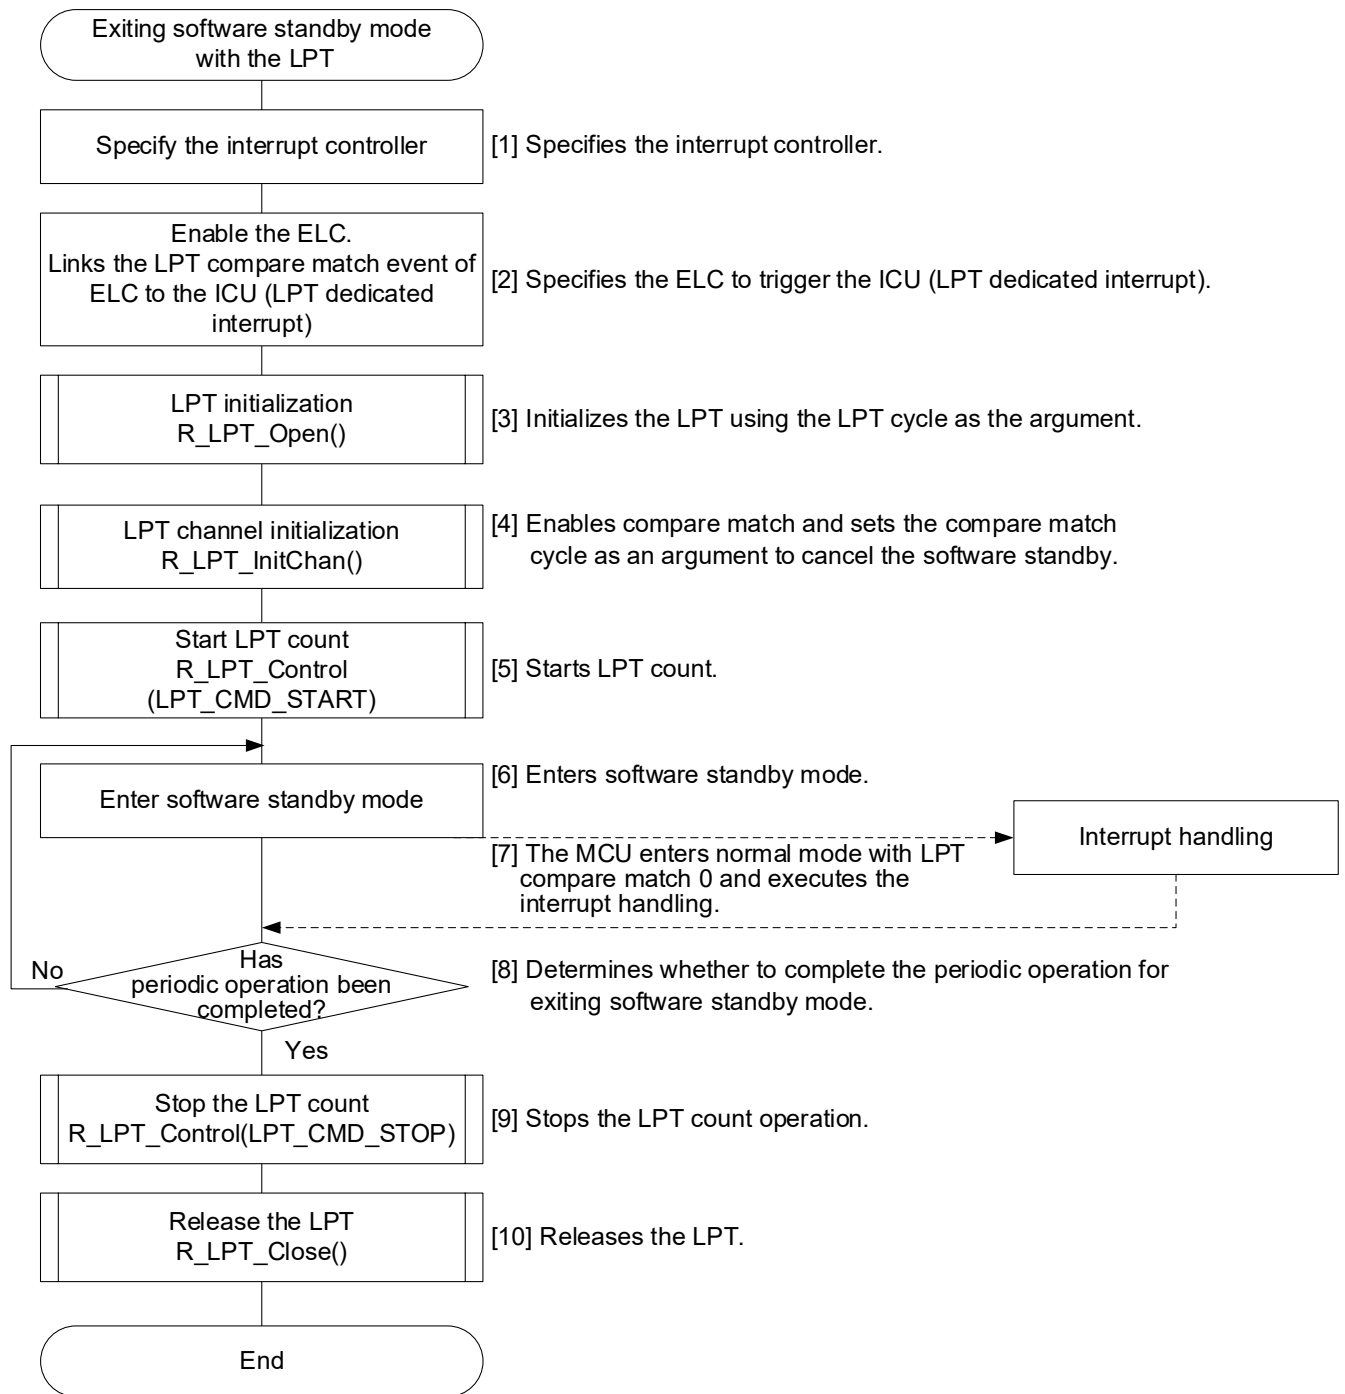 Exiting software standby mode
with the LPT
Specify the interrupt controller
[1] Specifies the interrupt controller.
Enable the ELC.
Links the LPT compare match event of
ELC to the ICU (LPT dedicated
interrupt)
[2] Specifies the ELC to trigger the ICU (LPT dedicated interrupt).
LPT initialization
R_LPT_Open()
[3] Initializes the LPT using the LPT cycle as the argument.
LPT channel initialization
R_LPT_InitChan()
[4] Enables compare match and sets the compare match
cycle as an argument to cancel the software standby.
Start LPT count
R_LPT_Control
(LPT_CMD_START)
[5] Starts LPT count.
Enter software standby mode
[6] Enters software standby mode.
Interrupt handling
[7] The MCU enters normal mode with LPT
compare match 0 and executes the
interrupt handling.
Has
periodic operation been
completed?
No
[8] Determines whether to complete the periodic operation for
exiting software standby mode.
Yes
Stop the LPT count
R_LPT_Control(LPT_CMD_STOP)
[9] Stops the LPT count operation.
Release the LPT
R_LPT_Close()
[10] Releases the LPT.
End